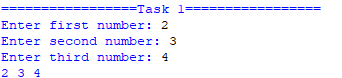 =================Task 1=================
Enter first number: 2
Enter second number: 3
Enter third number: 4
2 3 4